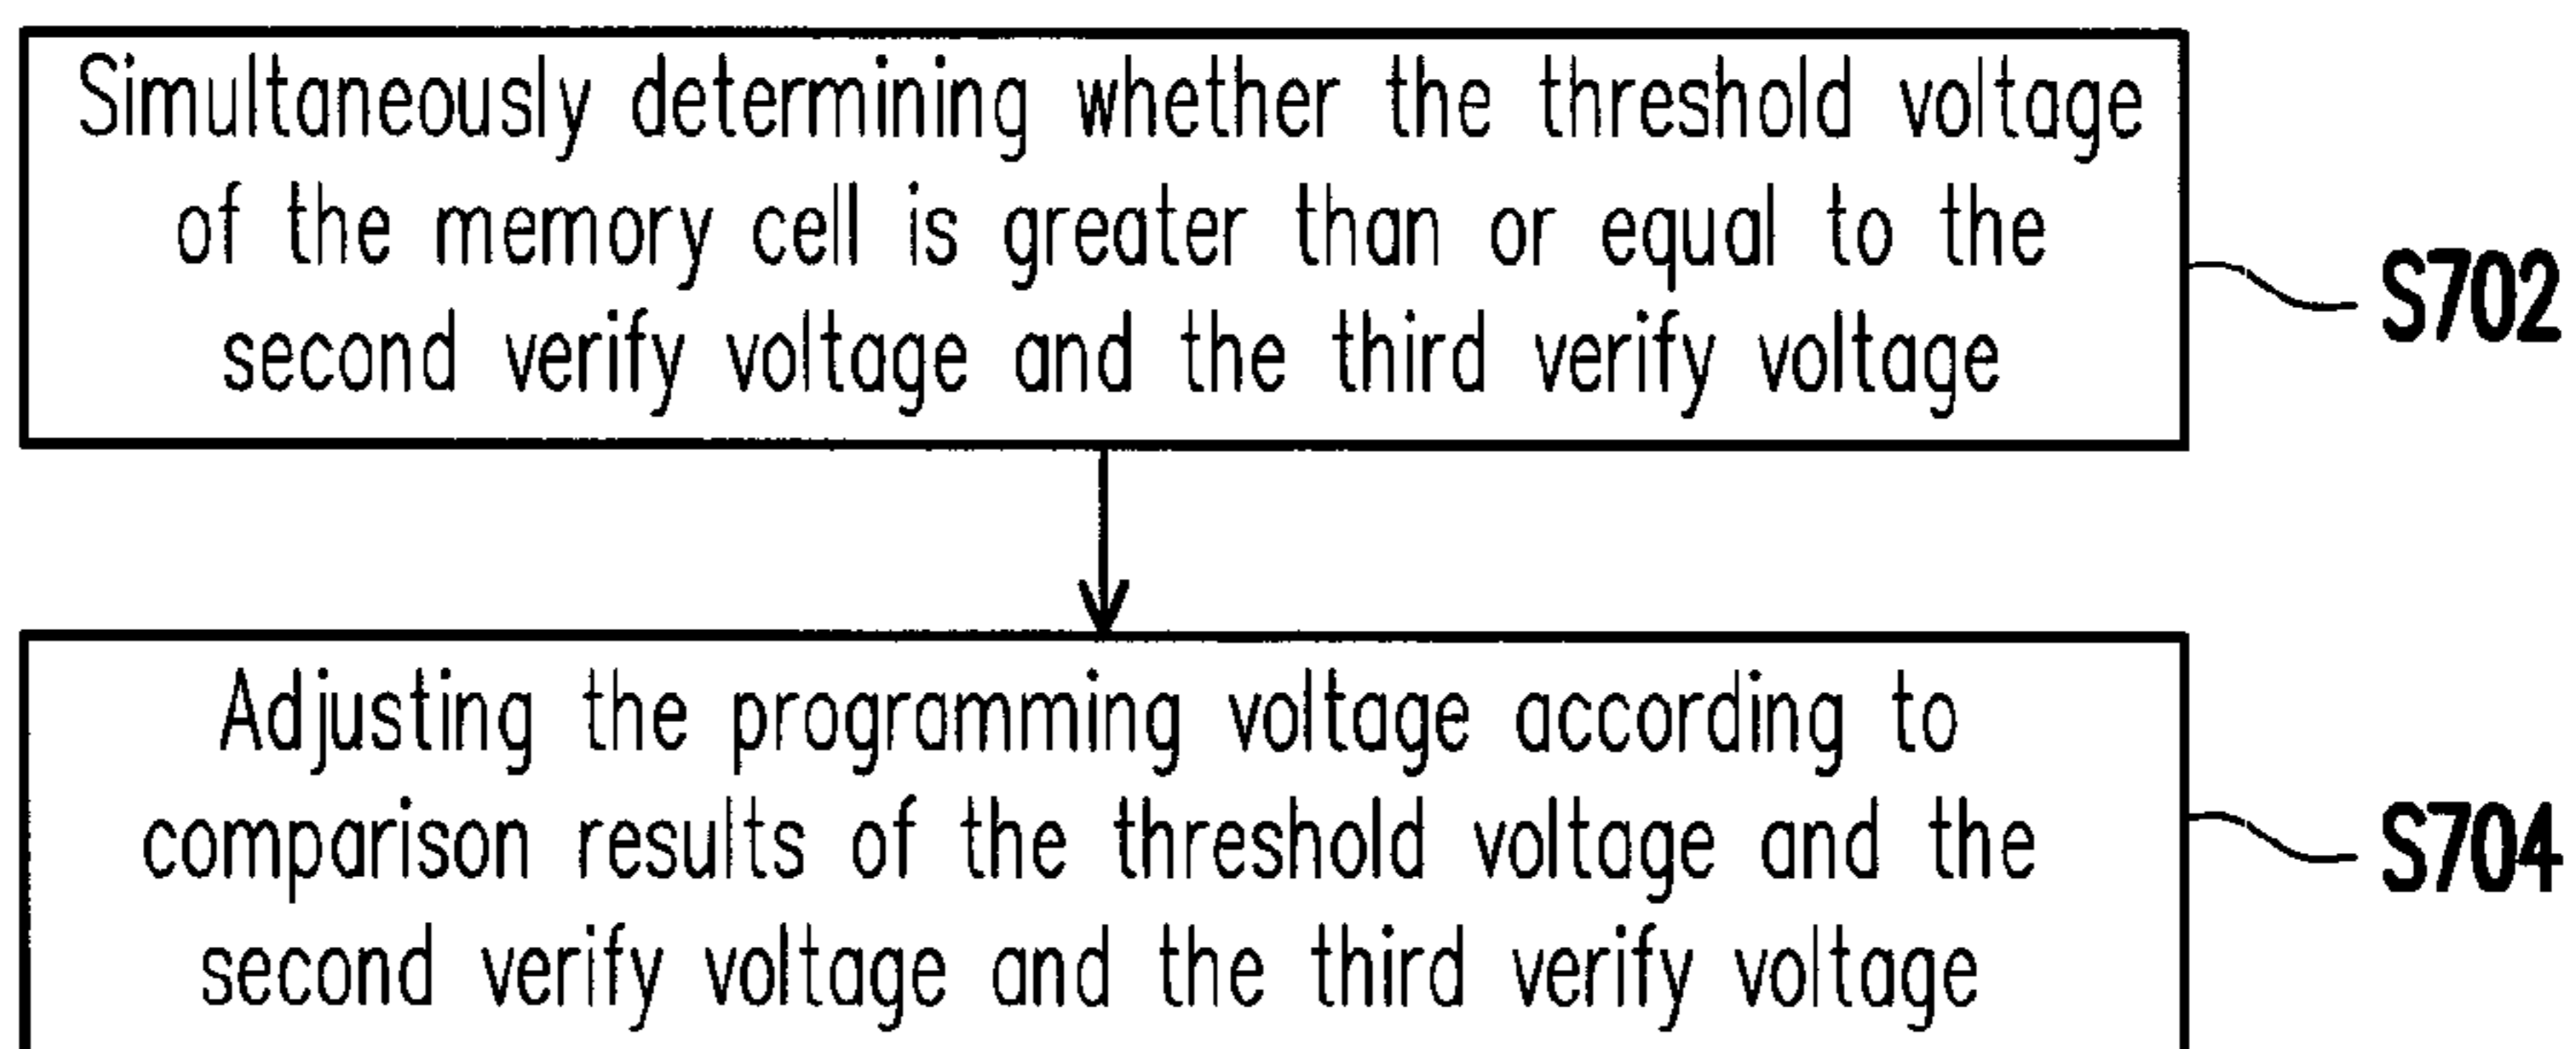 Simultaneously determining whether the threshold voltage
of the memory cell is greater than or equal to the
second verify voltage and the third verify voltage
S702
Adjusting the programming voltage according to
comparison results of the threshold voltage and the
second verify voltage and the third verify voltage
S704